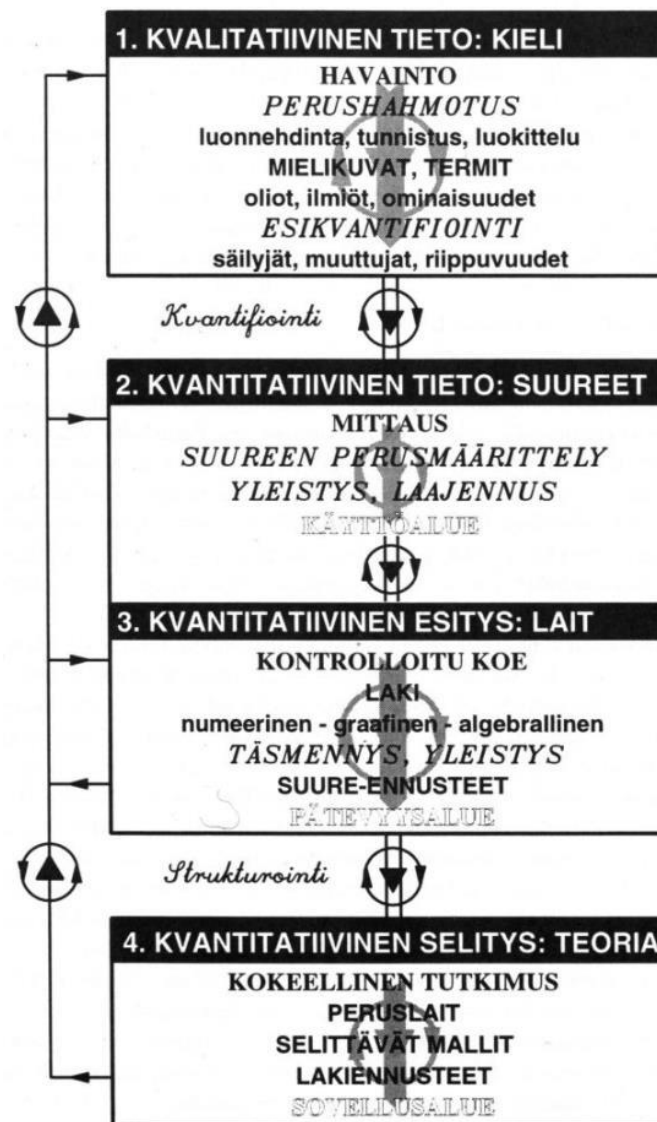 1. KVALITATIIVINEN TIETO: KIELI
HAVAINTO
PERUSHAHMOTUS
luonnehdinta, tunnistus, luokittelu
MIELIKUVAT, TERMIT
oliot, ilmiöt, ominaisuudet
ESIKVANTIFIOINTI
säilyjät, muuttujat, riippuvuudet
Kvantifiointi
2. KVANTITATIIVINEN TIETO: SUUREET
MITTAUS
SUUREEN PERUSMÄÄRITTELY
YLEISTYS, LAAJENNUS
KÄYTTÖALUE
3. KVANTITATIIVINEN ESITYS: LAIT
KONTROLLOITU KOE
LAKI
numeerinen - graafinen - algebrallinen
TÄSMENNYS, YLEISTYS
SUURE-ENNUSTEET
PÄTEVYYSALUE
Strukturointi
4. KVANTITATIIVINEN SELITYS: TEORIA
KOKEELLINEN TUTKIMUS
PERUSLAIT
SELITTÄVÄT MALLIT
LAKIENNUSTEET
SOVELLUSALUE